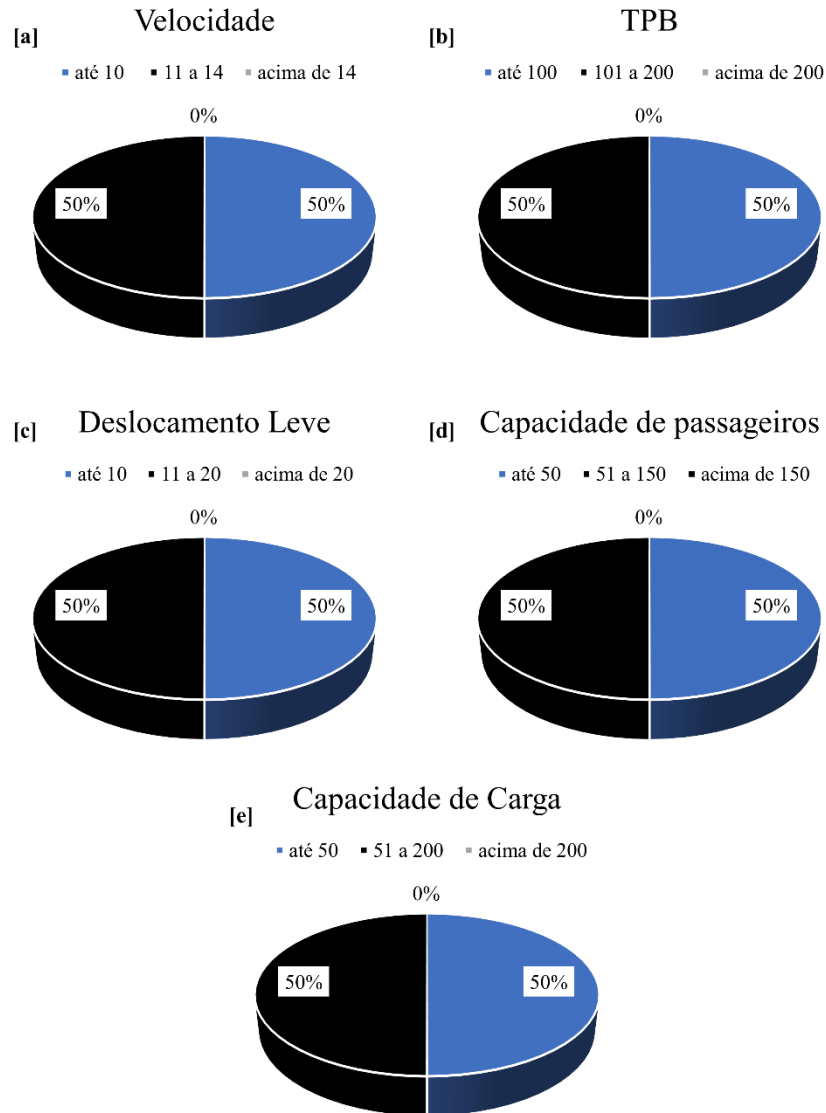 [a] Velocidade
até 10 11 a 14 acima de 14
0%
50% 50%
[b] TPB
até 100 101 a 200 acima de 200
0%
50% 50%
[c] Deslocamento Leve
até 10 11 a 20 acima de 20
0%
50% 50%
[d] Capacidade de passageiros
até 50 51 a 150 acima de 150
0%
50% 50%
[e] Capacidade de Carga
até 50 51 a 200 acima de 200
0%
50% 50%